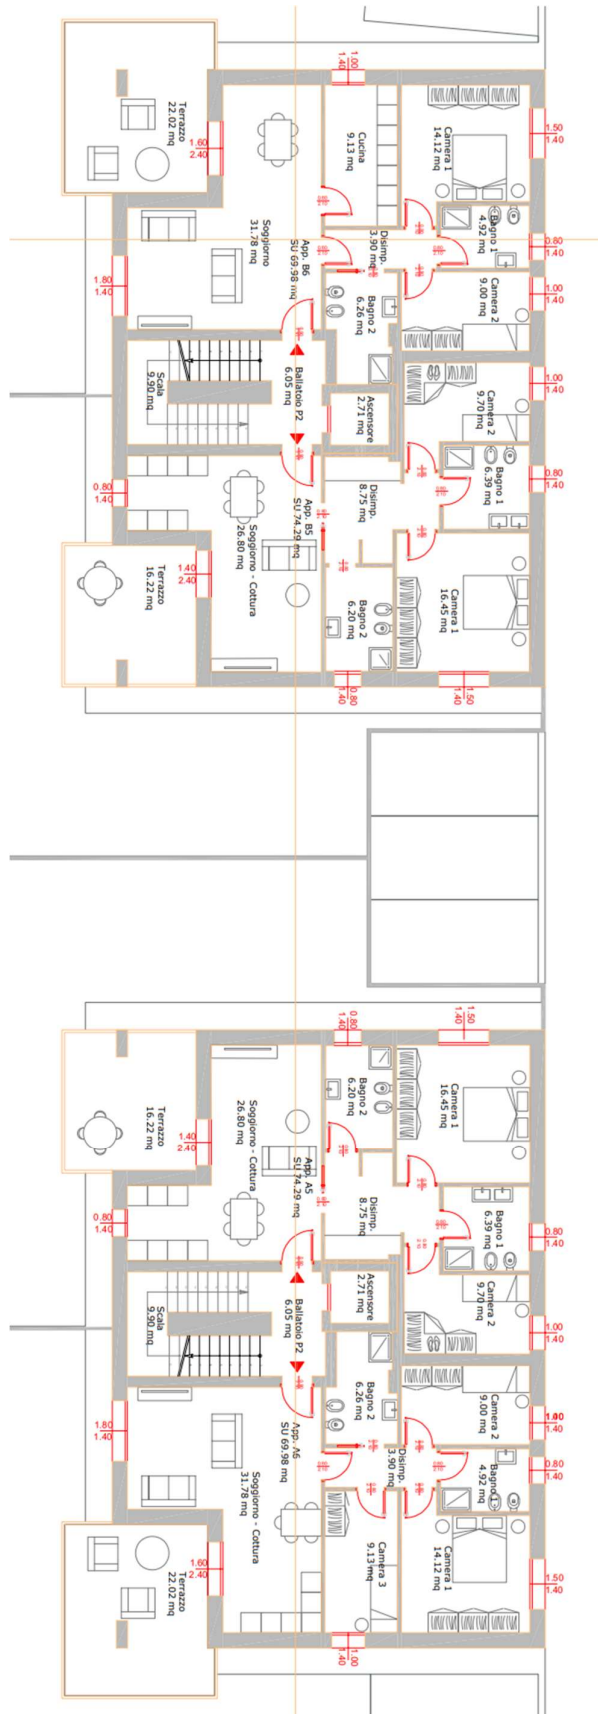 1.00
1.40
Terrazzo
22.02 mq
1.60
2.40
Cucina
9.13 mq
Camera 1
14.12 mq
1.50
1.40
Soggiorno
31.78 mq
App. B6
SU 69.98 mq
Disimp.
3.90 mq
Bagno 1
4.92 mq
0.80
1.40
1.80
1.40
Bagno 2
6.26 mq
Camera 2
9.00 mq
1.00
1.40
Scala
9.90 mq
Ballatoio P2
6.05 mq
Ascensore
2.71 mq
Camera 2
9.70 mq
1.00
1.40
0.80
1.40
App. B5
SU 74.29 mq
Soggiorno - Cottura
26.80 mq
Disimp.
8.75 mq
Bagno 1
6.39 mq
0.80
1.40
Terrazzo
16.22 mq
1.40
2.40
Bagno 2
6.20 mq
Camera 1
16.45 mq
0.80
1.40
1.50
1.40
0.80
1.40
1.50
1.40
Terrazzo
16.22 mq
1.40
2.40
Soggiorno - Cottura
26.80 mq
Bagno 2
6.20 mq
Camera 1
16.45 mq
App. A5
SU 74.29 mq
Disimp.
8.75 mq
Bagno 1
6.39 mq
0.80
1.40
0.80
1.40
Scala
9.90 mq
Ballatoio P2
6.05 mq
Ascensore
2.71 mq
Camera 2
9.70 mq
1.00
1.40
Bagno 2
6.26 mq
Camera 2
9.00 mq
1.40
1.80
1.40
App. A6
SU 69.98 mq
Soggiorno - Cottura
31.78 mq
Disimp.
3.90 mq
Bagno 1
4.92 mq
0.80
1.40
Terrazzo
22.02 mq
1.60
2.40
Camera 3
9.13 mq
Camera 1
14.12 mq
1.50
1.40
1.00
1.40